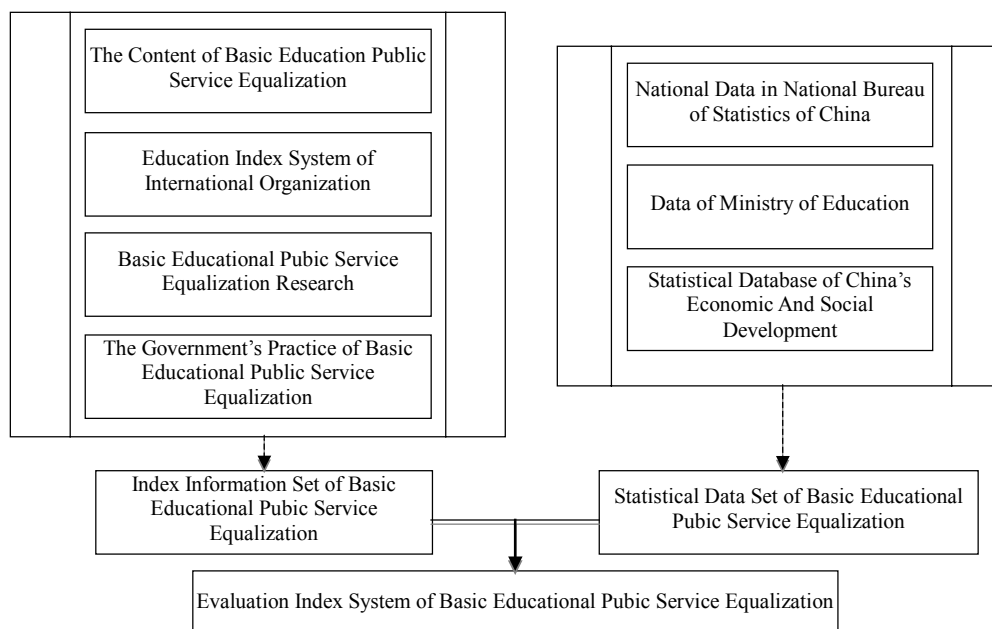 The Content of Basic Education Public
Service Equalization
Education Index System of
International Organization
Basic Educational Pubic Service
Equalization Research
The Government’s Practice of Basic
Educational Public Service
Equalization
National Data in National Bureau
of Statistics of China
Data of Ministry of Education
Statistical Database of China’s
Economic And Social
Development
Index Information Set of Basic
Educational Pubic Service
Equalization
Statistical Data Set of Basic Educational
Pubic Service Equalization
Evaluation Index System of Basic Educational Pubic Service Equalization